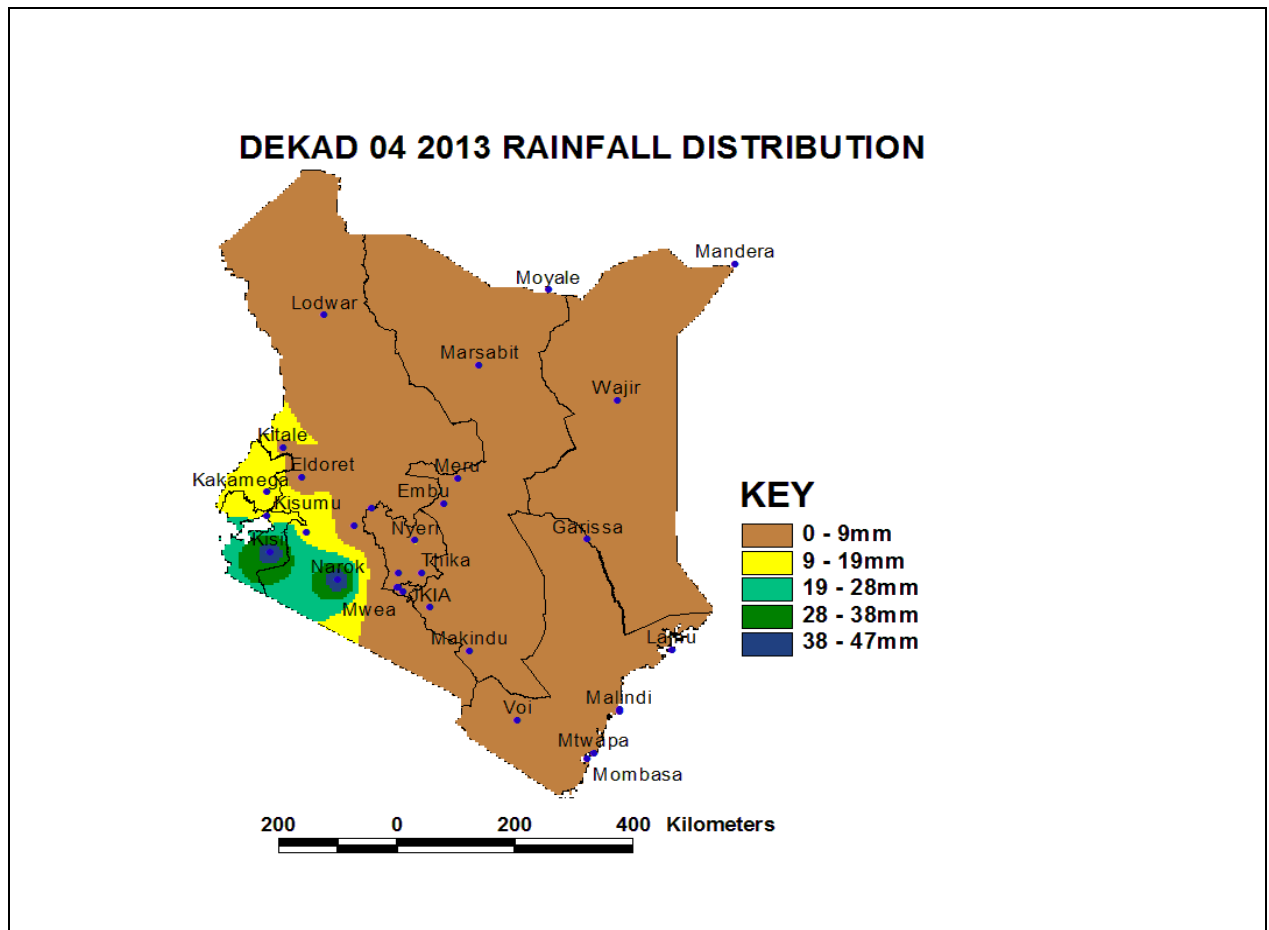 DEKAD 04 2013 RAINFALL DISTRIBUTION
Mandera
Moyale
Lodwar
Marsabit
Wajir
Kitale
Eldoret
Meru
Kakamega
Embu
Kisumu
Nyeri
Garissa
Kisii
Narok
Thika
JKIA
Mwea
Makindu
Lamu
Malindi
Voi
Mtwapa
Mombasa
KEY
0 - 9mm
9 - 19mm
19 - 28mm
28 - 38mm
38 - 47mm
200 0 200 400 Kilometers